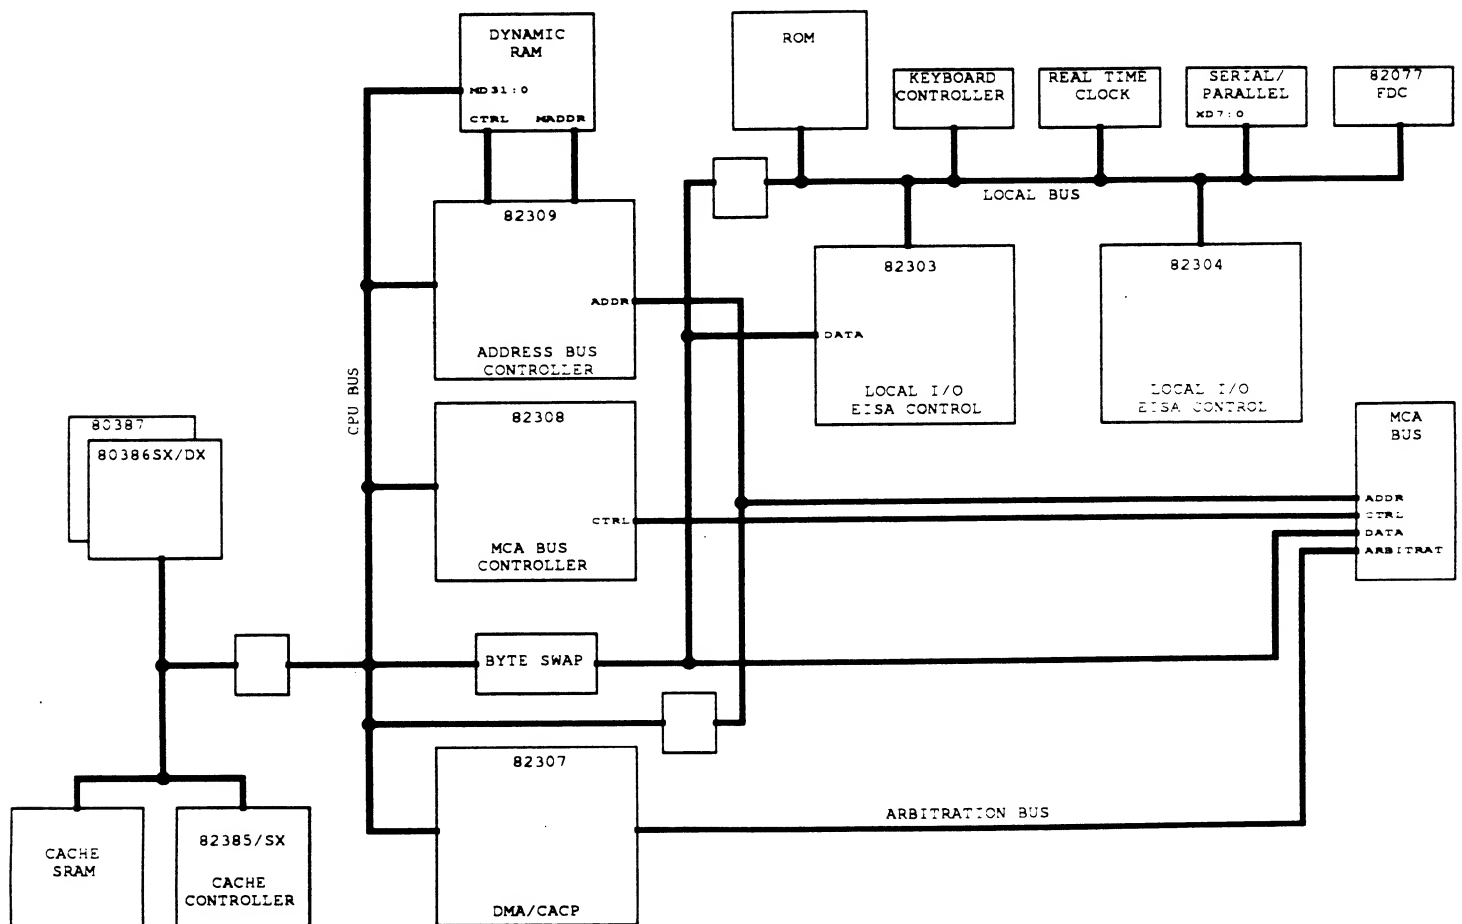 DYNAMIC
RAM
MD31:0
CTRL MADDR
ROM
KEYBOARD
CONTROLLER
REAL TIME
CLOCK
SERIAL/
PARALLEL
XD7:0
82077
FDC
LOCAL BUS
82309
ADDR
ADDRESS BUS
CONTROLLER
82303
DATA
LOCAL I/O
EISA CONTROL
82304
LOCAL I/O
EISA CONTROL
CPU BUS
82308
CTRL
MCA BUS
CONTROLLER
MCA
BUS
ADDR
CTRL
DATA
ARBITRAT
80387
80386SX/DX
BYTE SWAP
82307
DMA/CACP
ARBITRATION BUS
CACHE
SRAM
82385/SX
CACHE
CONTROLLER